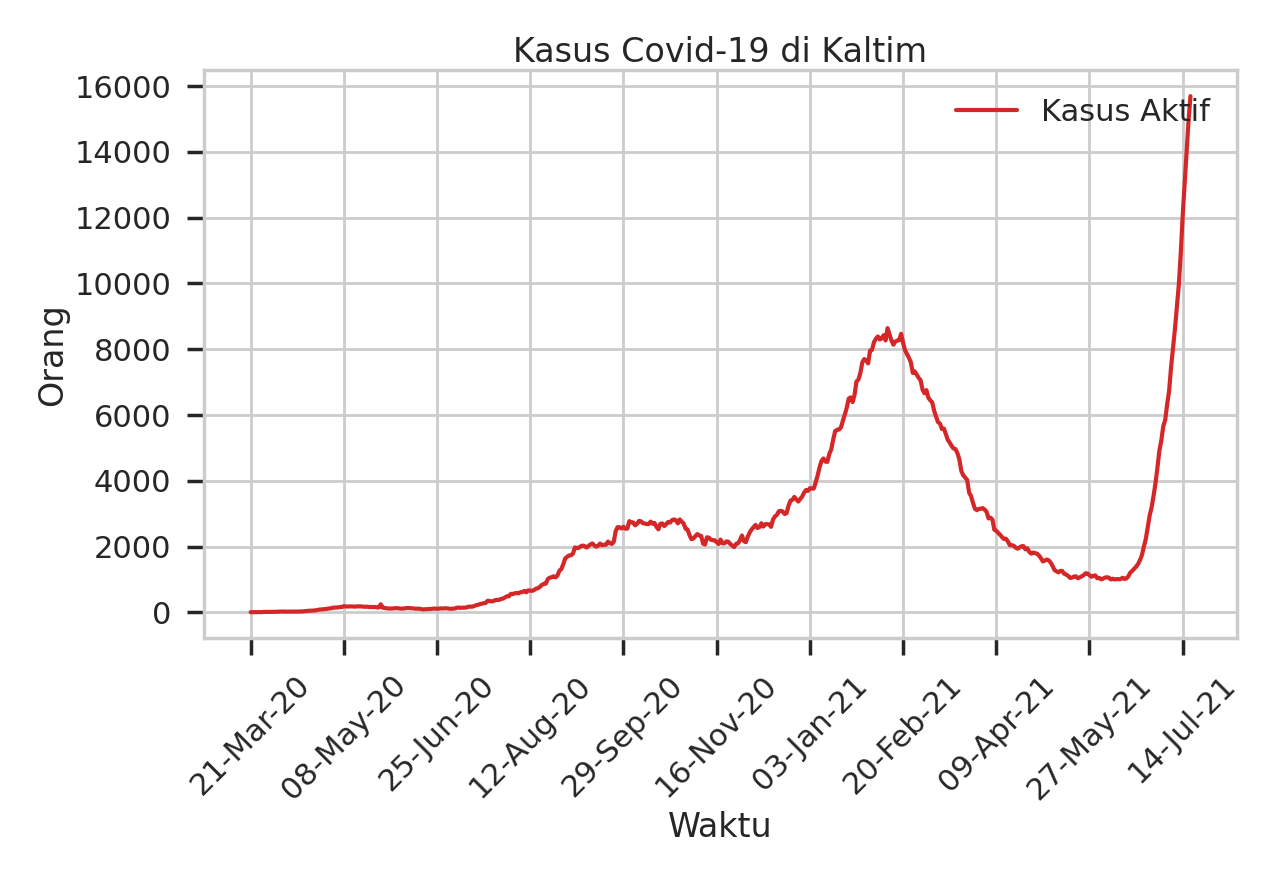 Kasus Covid-19 di Kaltim
Kasus Aktif
16000
14000
12000
10000
8000
6000
4000
2000
0
Orang
21-Mar-20
08-May-20
25-Jun-20
12-Aug-20
29-Sep-20
16-Nov-20
03-Jan-21
20-Feb-21
09-Apr-21
27-May-21
14-Jul-21
Waktu